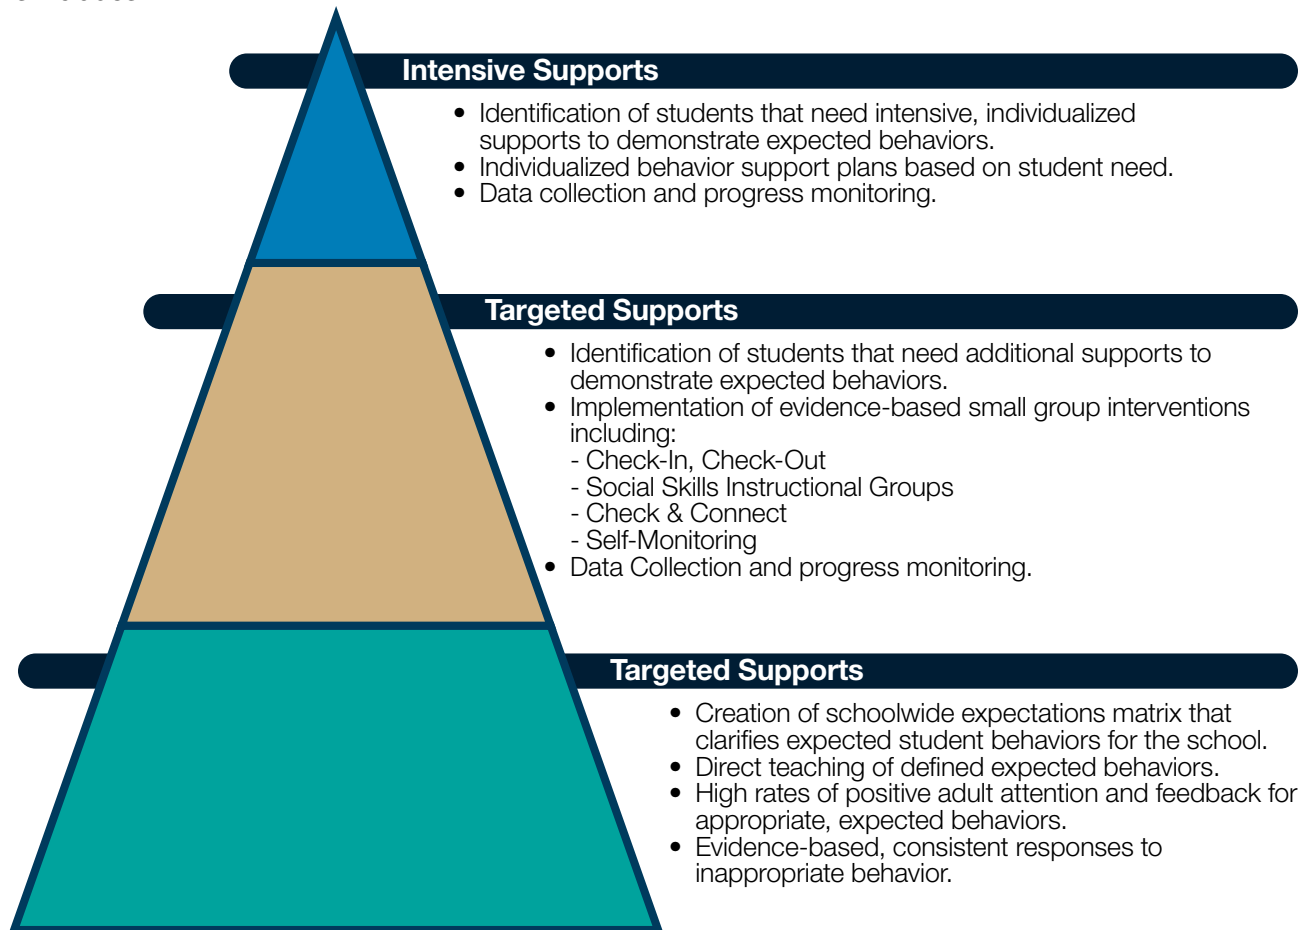 Intensive Supports
• Identification of students that need intensive, individualized
supports to demonstrate expected behaviors.
• Individualized behavior support plans based on student need.
• Data collection and progress monitoring.
Targeted Supports
• Identification of students that need additional supports to
demonstrate expected behaviors.
• Implementation of evidence-based small group interventions
including:
- Check-In, Check-Out
- Social Skills Instructional Groups
- Check & Connect
- Self-Monitoring
• Data Collection and progress monitoring.
Targeted Supports
• Creation of schoolwide expectations matrix that
clarifies expected student behaviors for the school.
• Direct teaching of defined expected behaviors.
• High rates of positive adult attention and feedback for
appropriate, expected behaviors.
• Evidence-based, consistent responses to
inappropriate behavior.